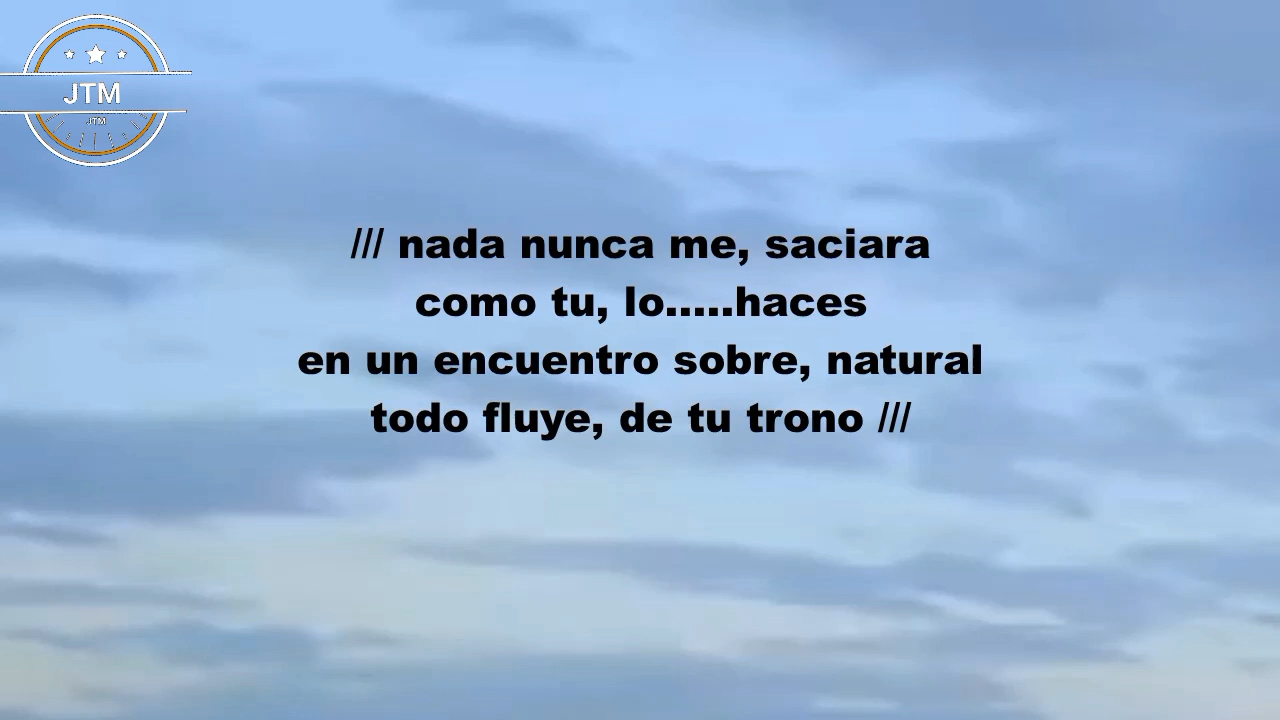 JTM
JTM
/// nada nunca me, saciara
como tu, lo.....haces
en un encuentro sobre, natural
todo fluye, de tu trono ///